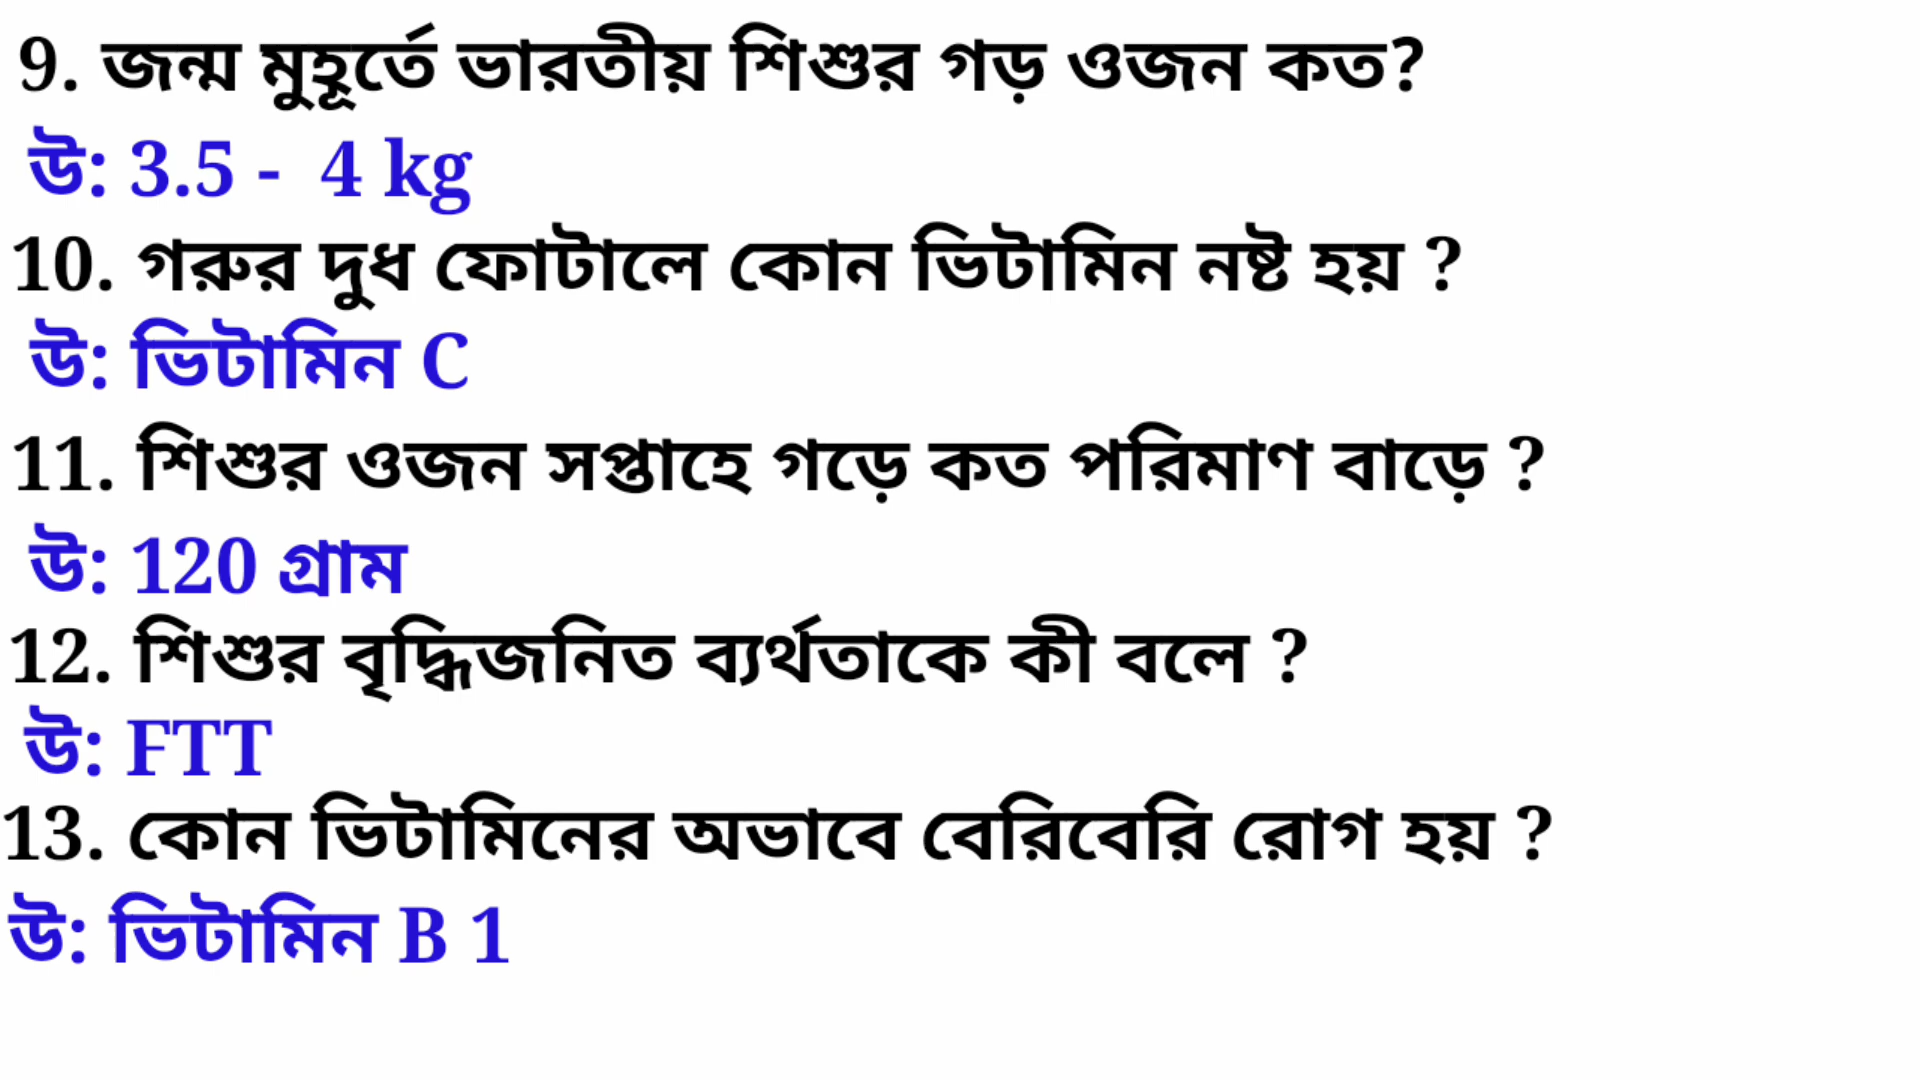 9. জন্ম মুহূর্তে ভারতীয় শিশুর গড় ওজন কত?
উ: 3.5 - 4 kg
10. গরুর দুধ ফোটালে কোন ভিটামিন নষ্ট হয় ?
উ: ভিটামিন C
11. শিশুর ওজন সপ্তাহে গড়ে কত পরিমাণ বাড়ে ?
উ: 120 গ্রাম
12. শিশুর বৃদ্ধিজনিত ব্যর্থতাকে কী বলে ?
উ: FTT
13. কোন ভিটামিনের অভাবে বেরিবেরি রোগ হয় ?
উ: ভিটামিন B 1